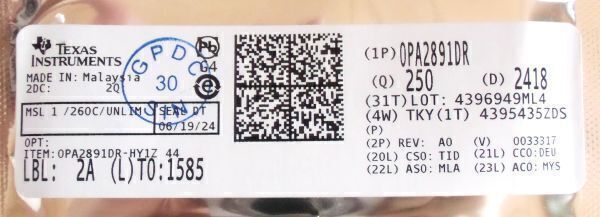 TEXAS
INSTRUMENTS
MADE IN: Malaysia
2DC: 2Q
Pb
G4
GPDC
30
MSL 1 /260C/UNLIM
SEAL DT
06/19/24
OPT:
ITEM:OPA2891DR-HY1Z 44
LBL: 2A (L)TO:1585
(1P) OPA2891DR
(Q) 250 (D) 2418
(31T) LOT: 4396949ML4
(4W) TKY(1T) 4395435ZDS
(P)
(2P) REV: A0 (V) 0033317
(20L) CSO: TID (21L) CCO:DEU
(22L) ASO: MLA (23L) ACO: MYS